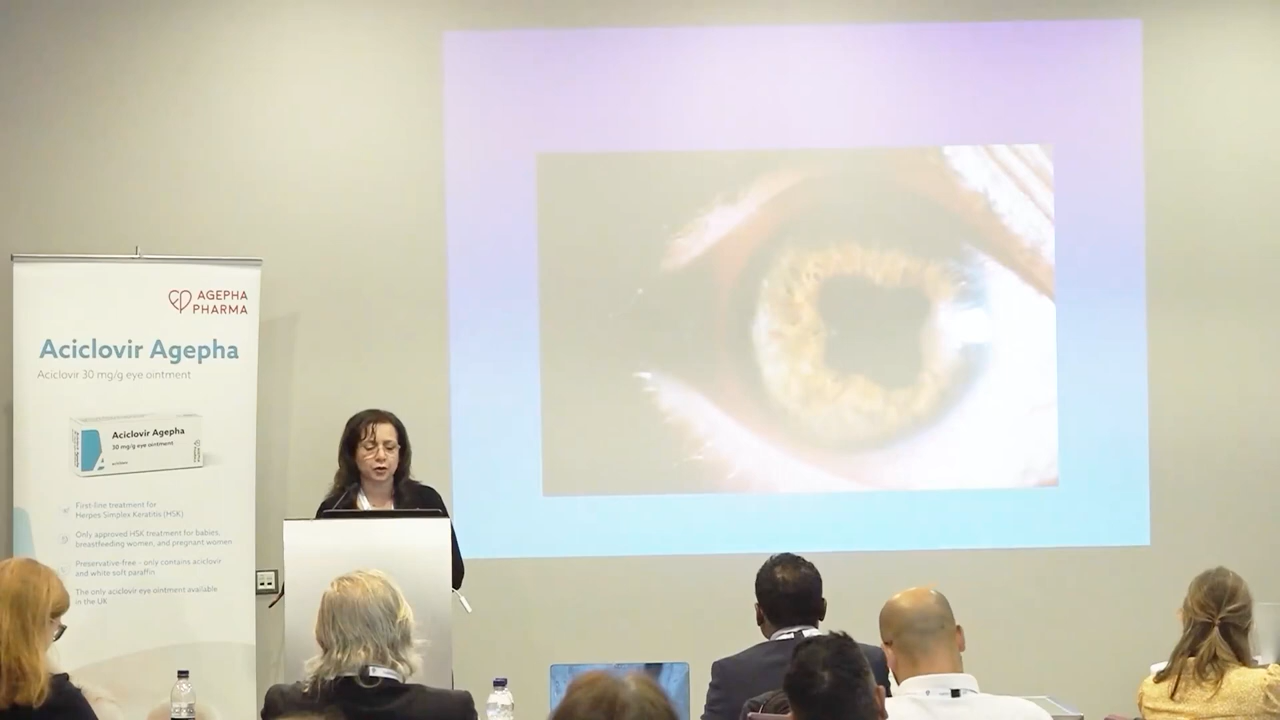 AGEPHA
PHARMA
Aciclovir Agepha
Aciclovir 30 mg/g eye ointment
Aciclovir Agepha
30 mg/g eye ointment
First-line treatment for
Herpes Simplex Keratitis (HSK)
Only approved HSK treatment for babies,
breastfeeding women, and pregnant women
Preservative-free - only contains aciclovir
and white soft paraffin
The only aciclovir eye ointment available
in the UK